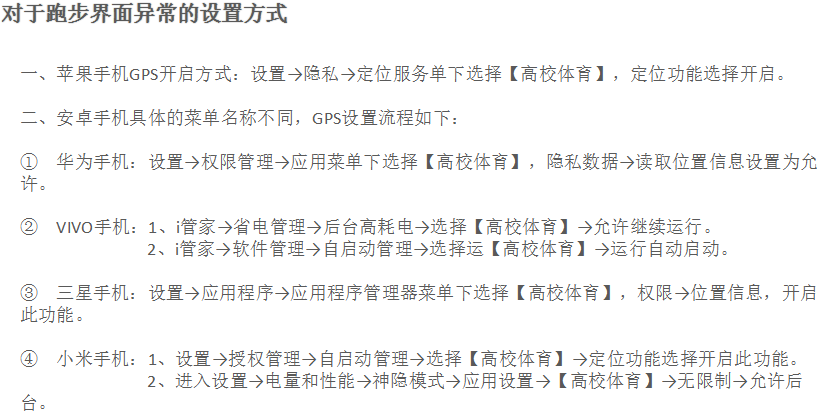 对于跑步界面异常的设置方式
一、苹果手机GPS开启方式：设置→隐私→定位服务单下选择【高校体育】，定位功能选择开启。
二、安卓手机具体的菜单名称不同，GPS设置流程如下：
① 华为手机：设置→权限管理→应用菜单下选择【高校体育】，隐私数据→读取位置信息设置为允
许。
② VIVO手机：1、i管家→省电管理→后台高耗电→选择【高校体育】→允许继续运行。
2、i管家→软件管理→自启动管理→选择运【高校体育】→运行自动启动。
③ 三星手机：设置→应用程序→应用程序管理器菜单下选择【高校体育】，权限→位置信息，开启
此功能。
④ 小米手机：1、设置→授权管理→自启动管理→选择【高校体育】→定位功能选择开启此功能。
2、进入设置→电量和性能→神隐模式→应用设置→【高校体育】→无限制→允许后
台。